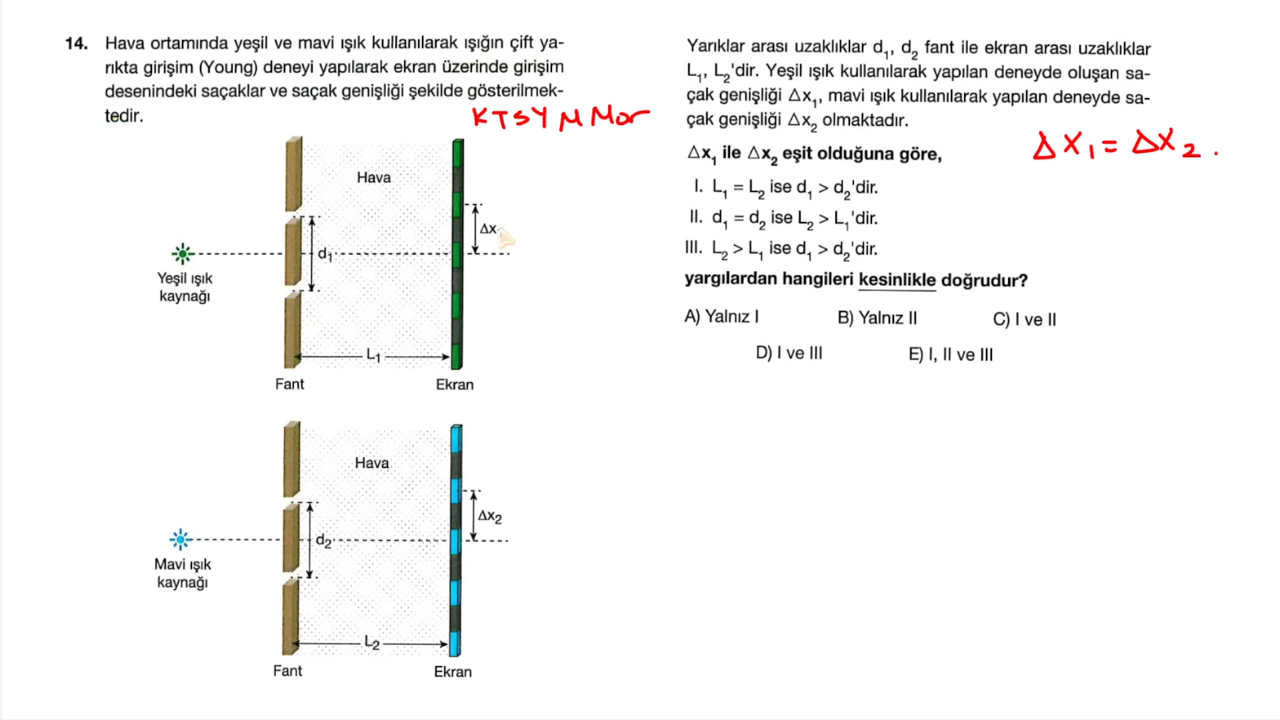 14. Hava ortamında yeşil ve mavi ışık kullanılarak ışığın çift ya-
rıkta girişim (Young) deneyi yapılarak ekran üzerinde girişim
desenindeki saçaklar ve saçak genişliği şekilde gösterilmek-
tedir.
KTSYM Mor
Hava
Δx
d₁
Yeşil ışık
kaynağı
L₁
Fant
Ekran
Hava
Δx₂
d₂
Mavi ışık
kaynağı
L₂
Fant
Ekran
Yarıklar arası uzaklıklar d₁, d₂ fant ile ekran arası uzaklıklar
L₁, L₂'dir. Yeşil ışık kullanılarak yapılan deneyde oluşan sa-
çak genişliği Δx₁, mavi ışık kullanılarak yapılan deneyde sa-
çak genişliği Δx₂ olmaktadır.
Δx₁ = Δx₂ .
Δx₁ ile Δx₂ eşit olduğuna göre,
I. L₁ = L₂ ise d₁ > d₂'dir.
II. d₁ = d₂ ise L₂ > L₁'dir.
III. L₂ > L₁ ise d₁ > d₂'dir.
yargılardan hangileri kesinlikle doğrudur?
A) Yalnız I B) Yalnız II C) I ve II
D) I ve III E) I, II ve III